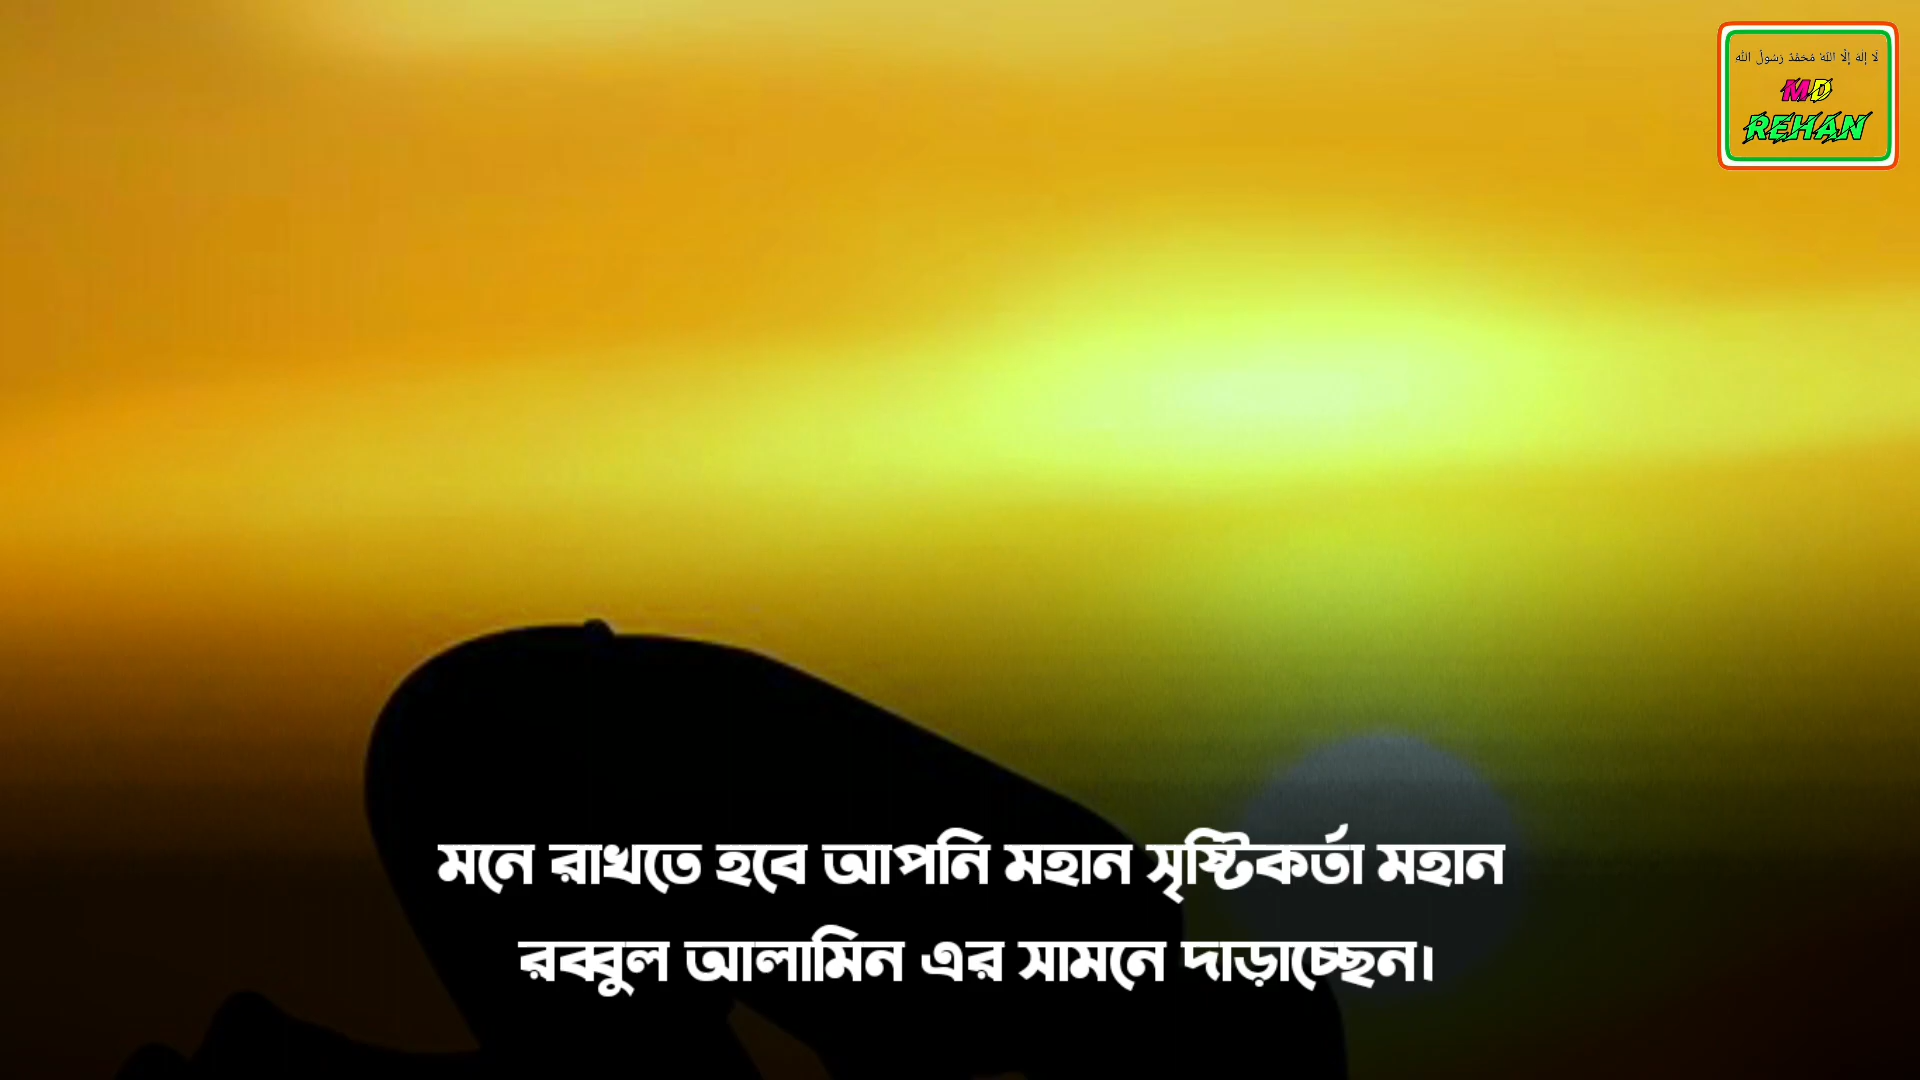 لا إله إلا الله محمد رسول الله
MD
REHAN
মনে রাখতে হবে আপনি মহান সৃষ্টিকর্তা মহান
রব্বুল আলামিন এর সামনে দাড়াচ্ছেন।